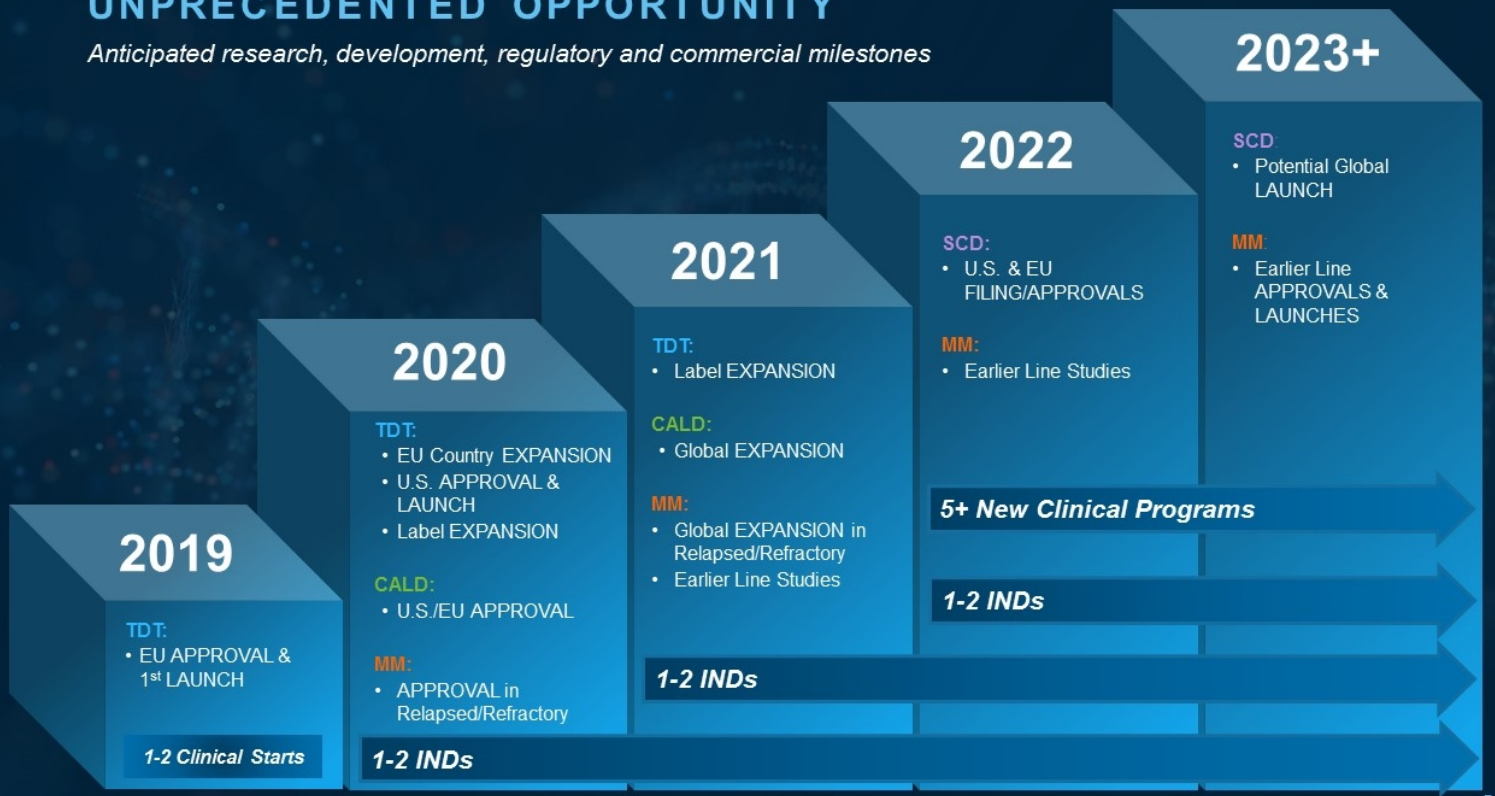 UNPRECEDENTED OPPORTUNITY
Anticipated research, development, regulatory and commercial milestones
2019
TDT:
• EU APPROVAL &
1st LAUNCH
1-2 Clinical Starts
2020
TDT:
• EU Country EXPANSION
• U.S. APPROVAL &
LAUNCH
• Label EXPANSION
CALD:
• U.S./EU APPROVAL
MM:
• APPROVAL in
Relapsed/Refractory
1-2 INDs
2021
TDT:
• Label EXPANSION
CALD:
• Global EXPANSION
MM:
• Global EXPANSION in
Relapsed/Refractory
• Earlier Line Studies
1-2 INDs
2022
SCD:
• U.S. & EU
FILING/APPROVALS
MM:
• Earlier Line Studies
5+ New Clinical Programs
1-2 INDs
2023+
SCD:
• Potential Global
LAUNCH
MM:
• Earlier Line
APPROVALS &
LAUNCHES